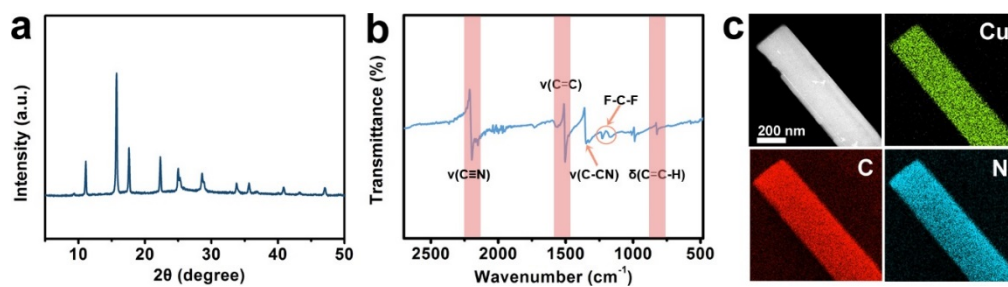 a
Intensity (a.u.)
5 10 20 30 40 50
2θ (degree)
b
Transmittance (%)
ν(C≡N)
ν(C=C)
F-C-F
ν(C-CN)
δ(C=C-H)
2500 2000 1500 1000 500
Wavenumber (cm⁻¹)
c
200 nm
Cu
C
N